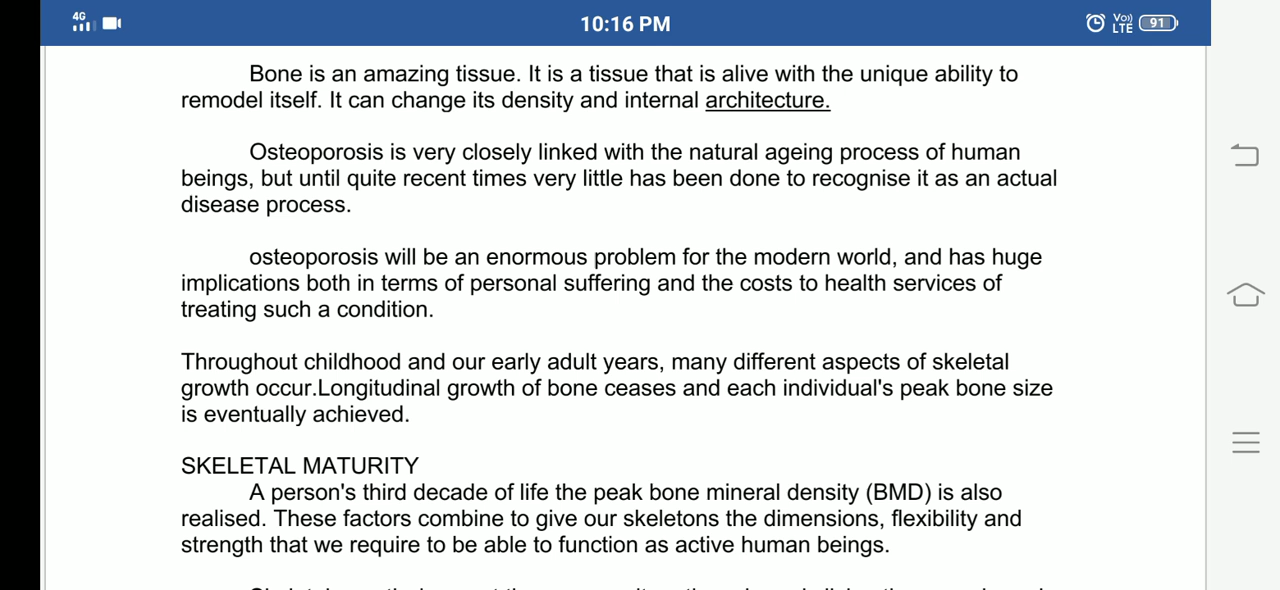 4G
10:16 PM
Vo)) LTE 91
Bone is an amazing tissue. It is a tissue that is alive with the unique ability to
remodel itself. It can change its density and internal architecture.
Osteoporosis is very closely linked with the natural ageing process of human
beings, but until quite recent times very little has been done to recognise it as an actual
disease process.
osteoporosis will be an enormous problem for the modern world, and has huge
implications both in terms of personal suffering and the costs to health services of
treating such a condition.
Throughout childhood and our early adult years, many different aspects of skeletal
growth occur.Longitudinal growth of bone ceases and each individual's peak bone size
is eventually achieved.
SKELETAL MATURITY
A person's third decade of life the peak bone mineral density (BMD) is also
realised. These factors combine to give our skeletons the dimensions, flexibility and
strength that we require to be able to function as active human beings.